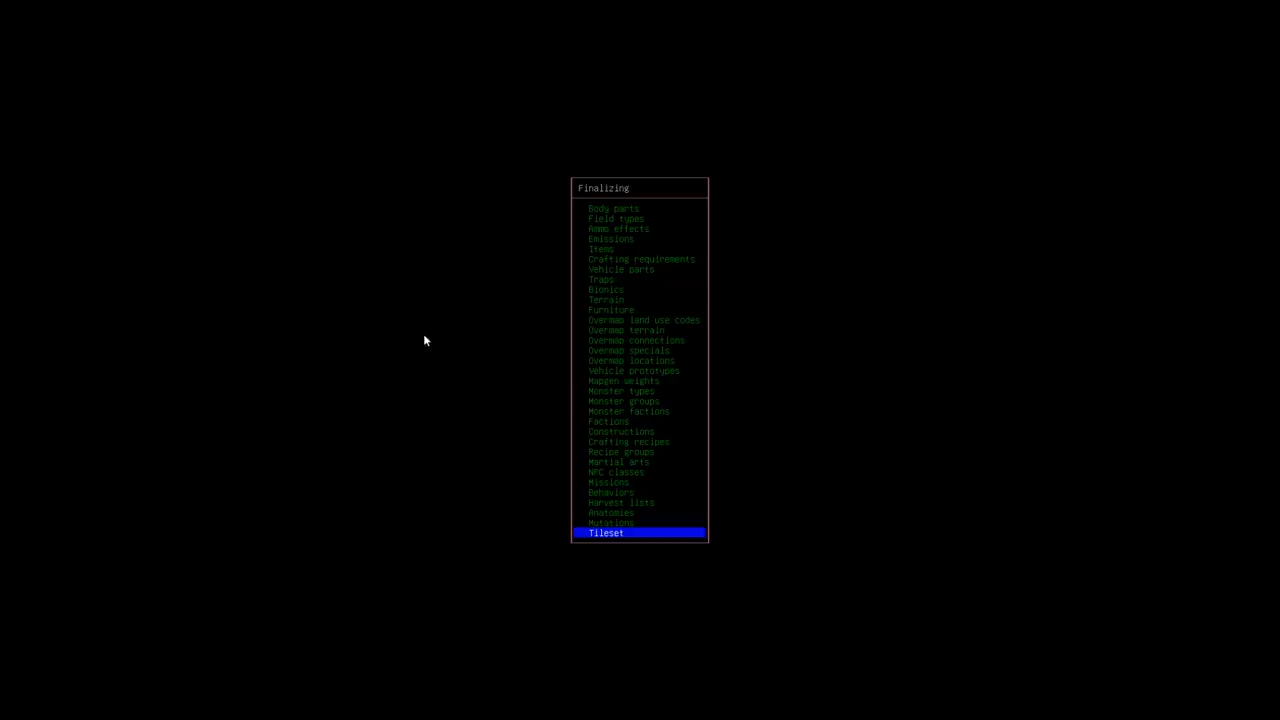 Finalizing
Body parts
Field types
Ammo effects
Emissions
Items
Crafting requirements
Vehicle parts
Traps
Bionics
Terrain
Furniture
Overmap land use codes
Overmap terrain
Overmap connections
Overmap specials
Overmap locations
Vehicle prototypes
Mapgen weights
Monster types
Monster groups
Monster factions
Factions
Constructions
Crafting recipes
Recipe groups
Martial arts
NPC classes
Missions
Behaviors
Harvest lists
Anatomies
Mutations
Tileset